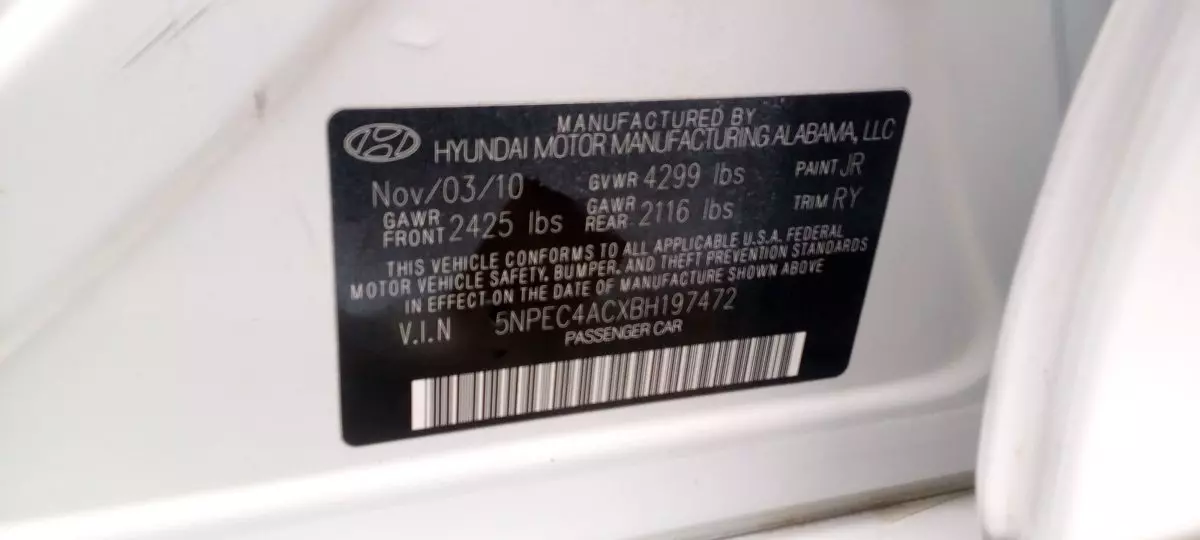 MANUFACTURED BY
HYUNDAI MOTOR MANUFACTURING ALABAMA, LLC
Nov/03/10 GVWR 4299 lbs PAINT JR
GAWR FRONT 2425 lbs GAWR REAR 2116 lbs TRIM RY
THIS VEHICLE CONFORMS TO ALL APPLICABLE U.S.A. FEDERAL
MOTOR VEHICLE SAFETY, BUMPER, AND THEFT PREVENTION STANDARDS
IN EFFECT ON THE DATE OF MANUFACTURE SHOWN ABOVE
V.I.N 5NPEC4ACXBH197472
PASSENGER CAR